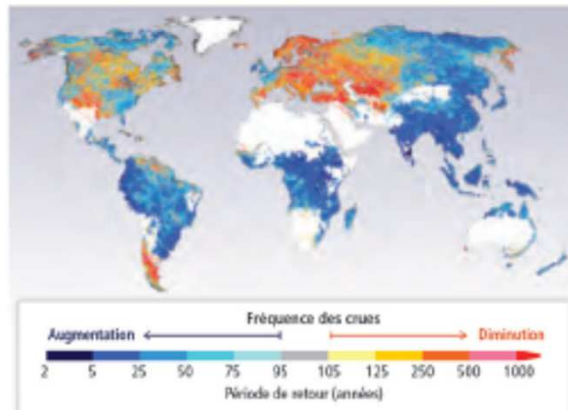 Fréquence des crues
Augmentation Diminution
2 5 25 50 75 95 105 125 250 500 1000
Période de retour (années)